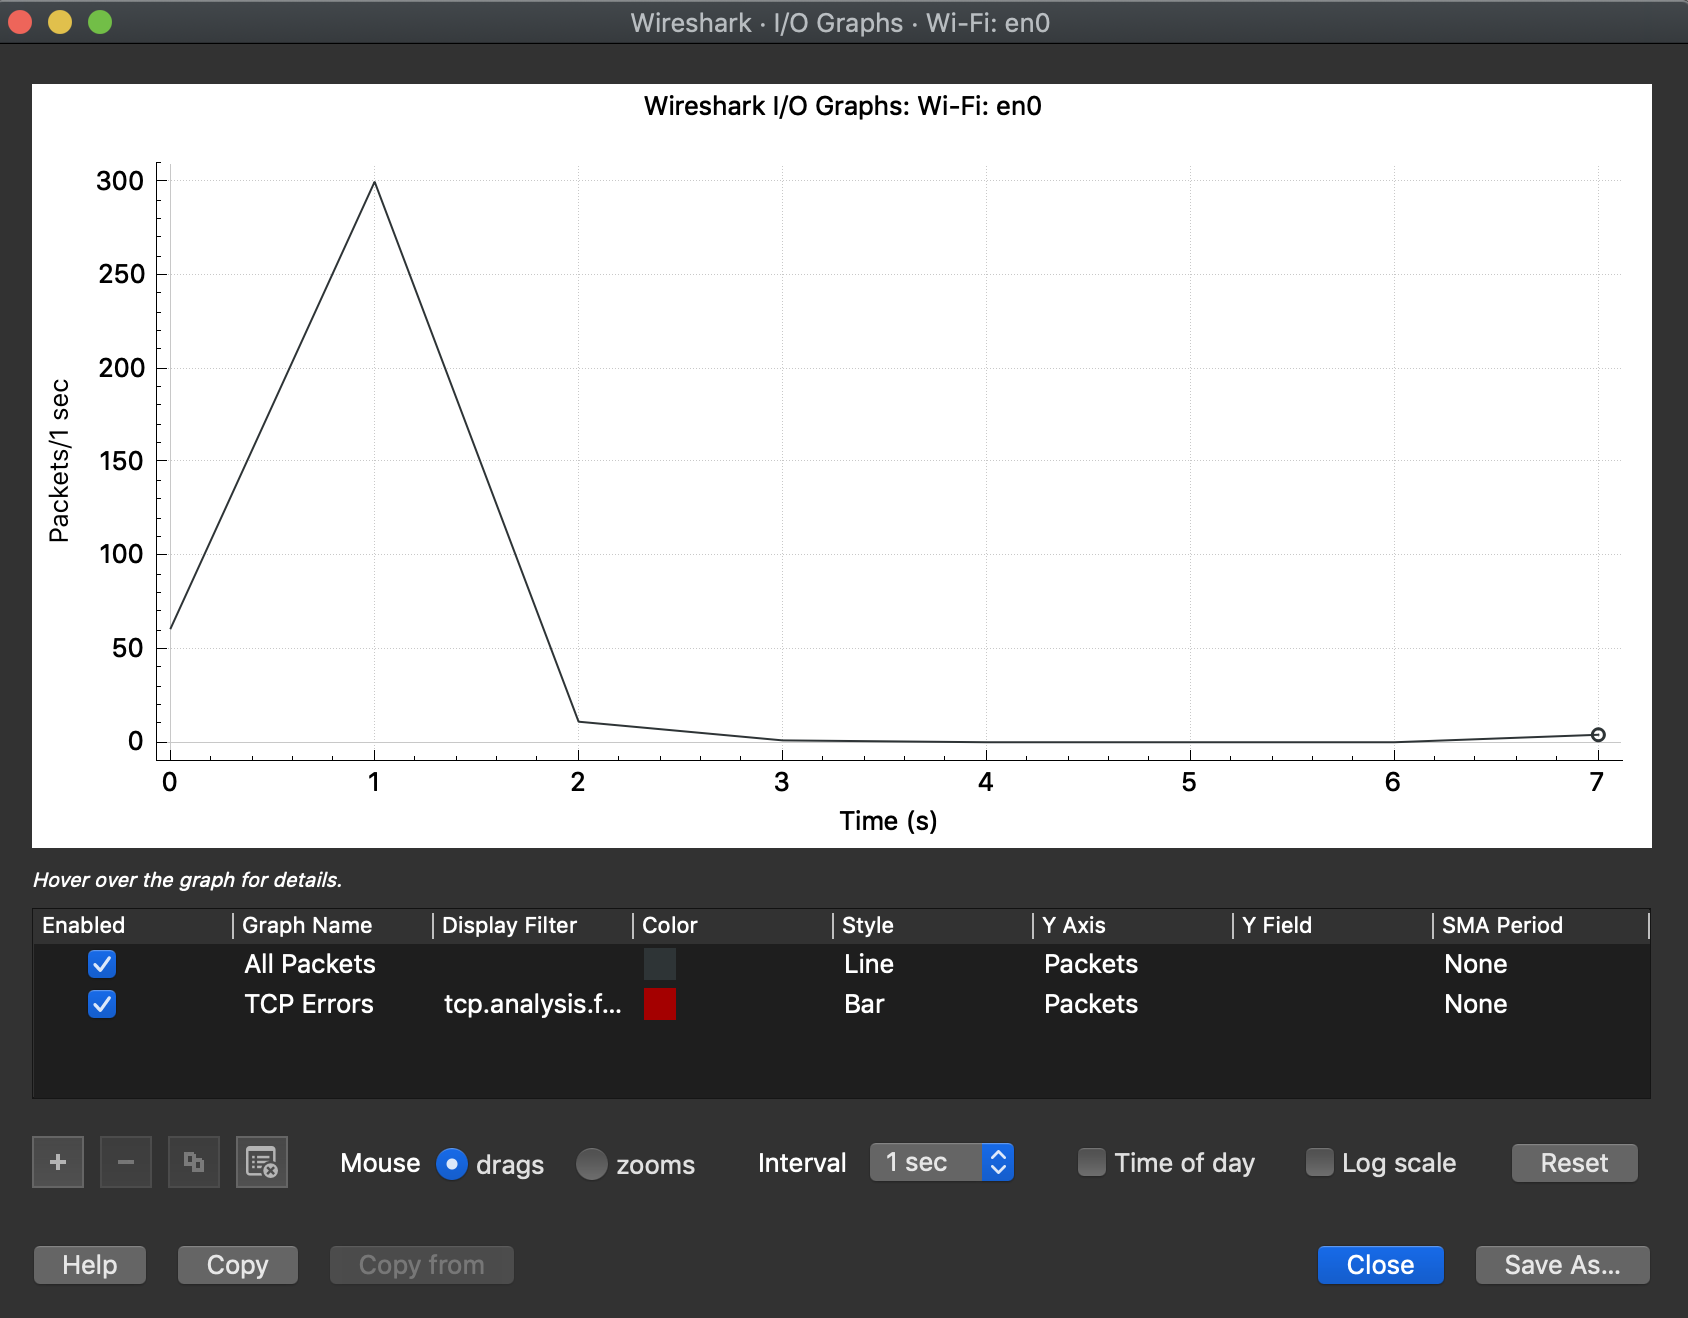 Wireshark · I/O Graphs · Wi-Fi: en0
Wireshark I/O Graphs: Wi-Fi: en0
300
250
200
150
100
50
0
Packets/1 sec
0 1 2 3 4 5 6 7
Time (s)
Hover over the graph for details.
Enabled Graph Name Display Filter Color Style Y Axis Y Field SMA Period
All Packets Line Packets None
TCP Errors tcp.analysis.f... Bar Packets None
+ − Mouse drags zooms Interval 1 sec Time of day Log scale Reset
Help Copy Copy from Close Save As...